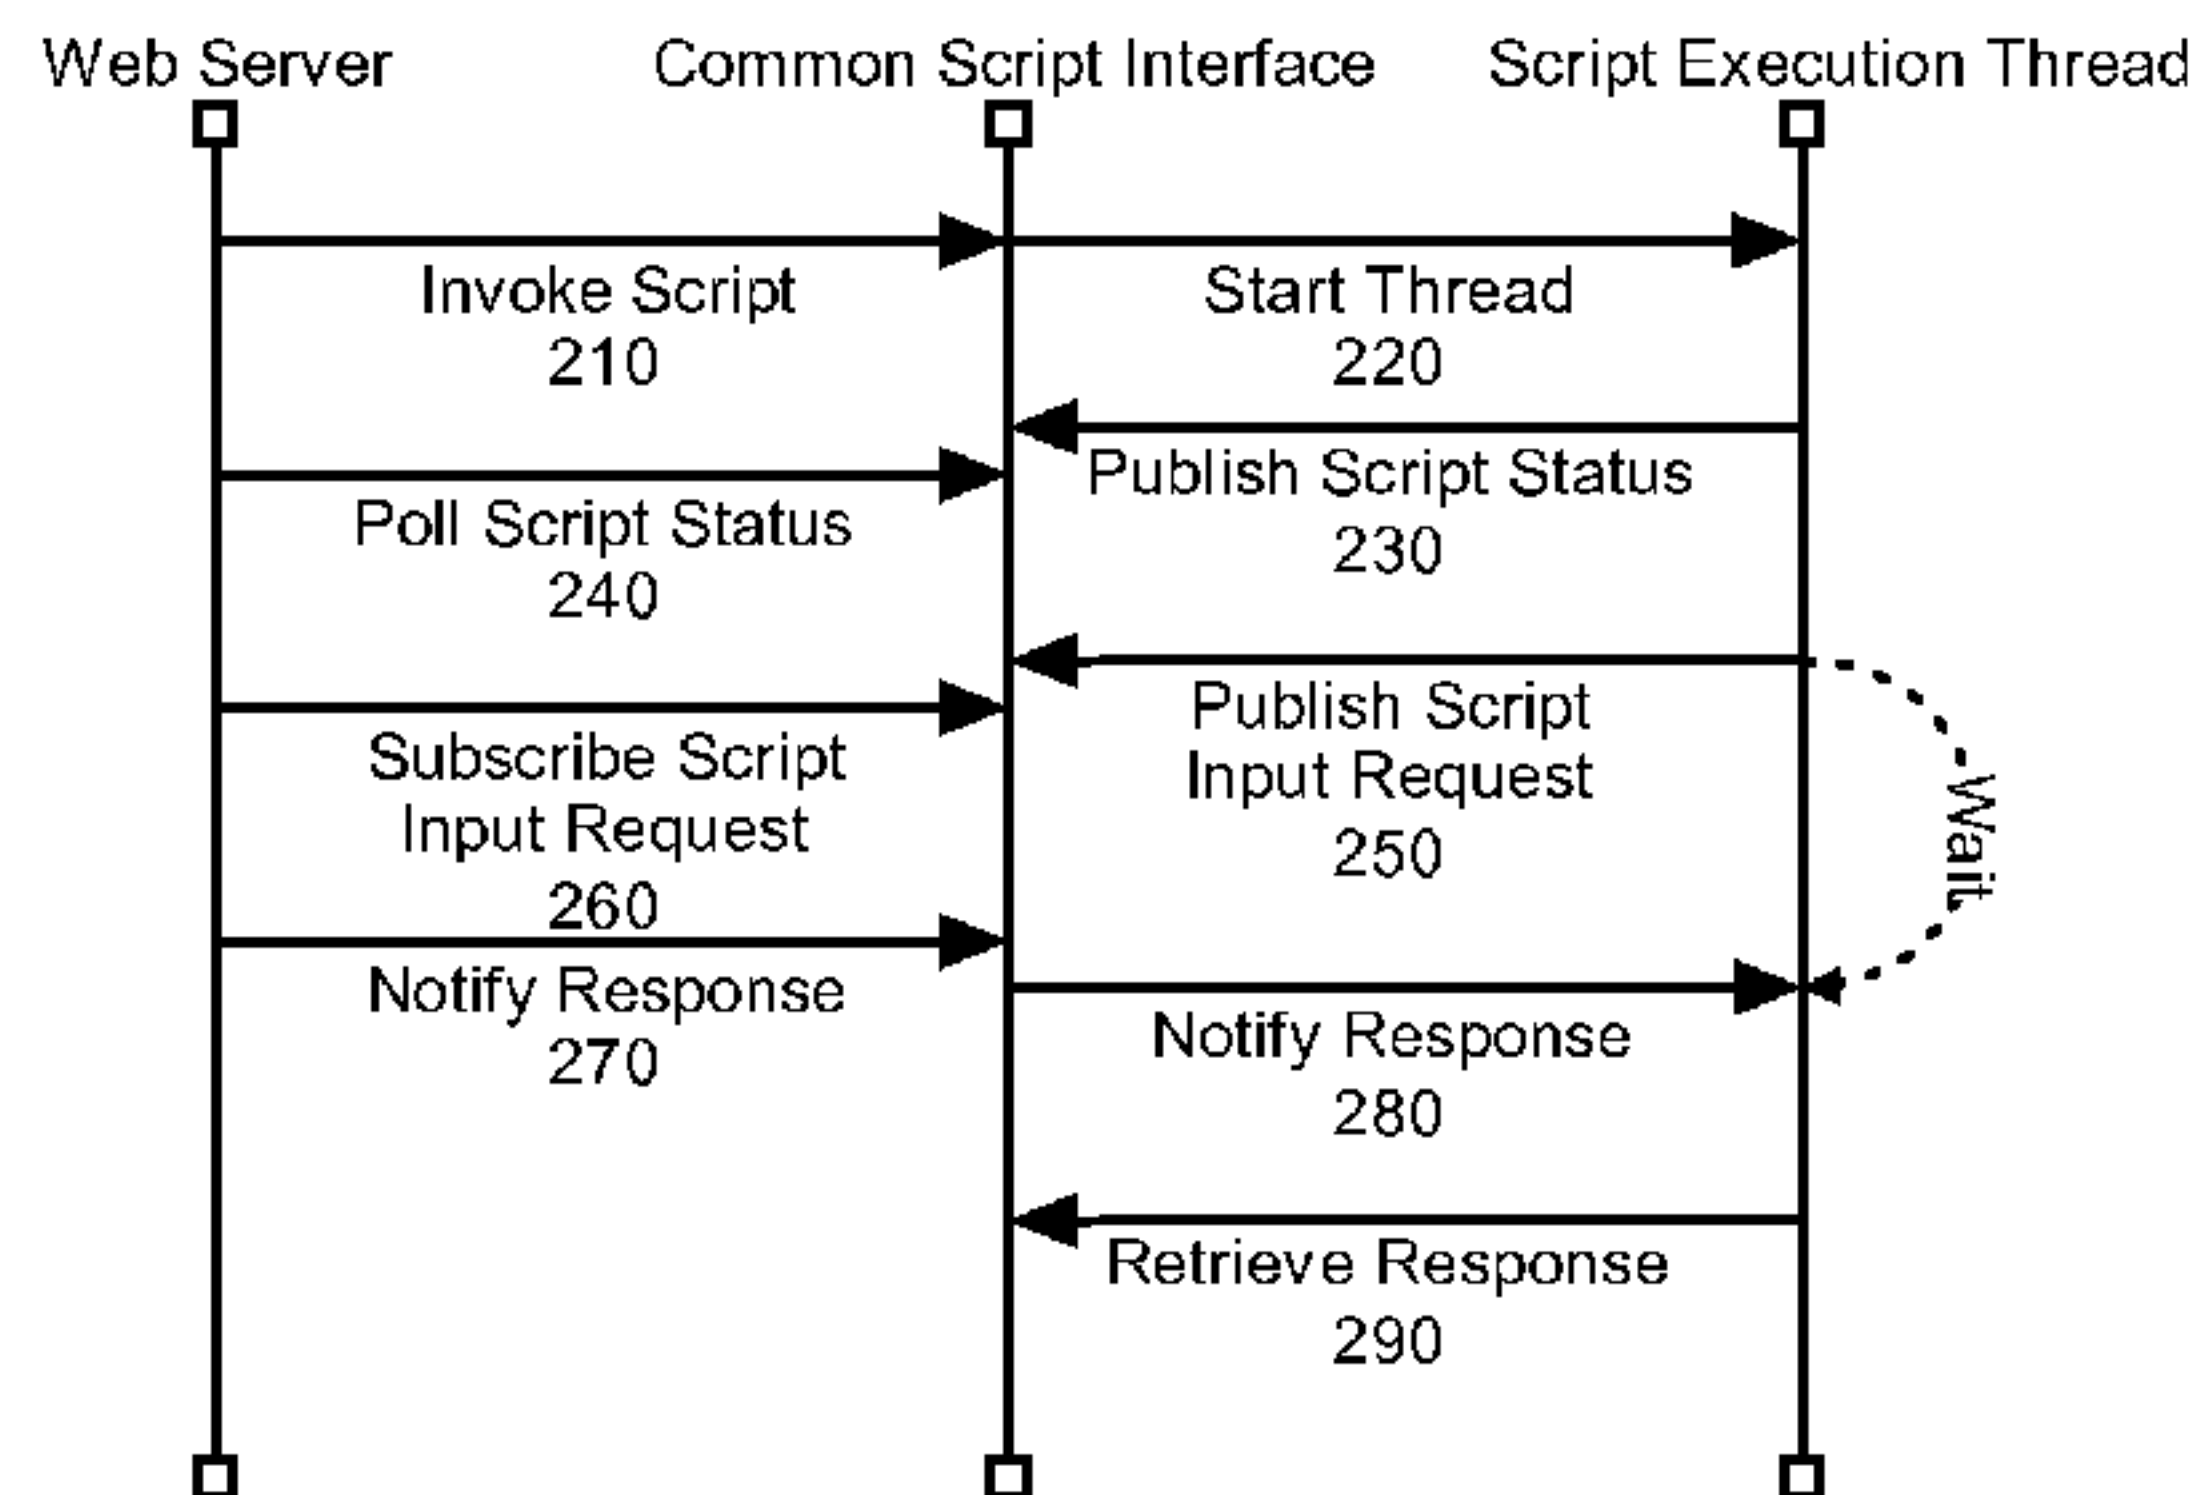 Web Server
Common Script Interface
Script Execution Thread
Invoke Script
210
Start Thread
220
Publish Script Status
230
Poll Script Status
240
Publish Script
Input Request
250
Wait
Subscribe Script
Input Request
260
Notify Response
270
Notify Response
280
Retrieve Response
290